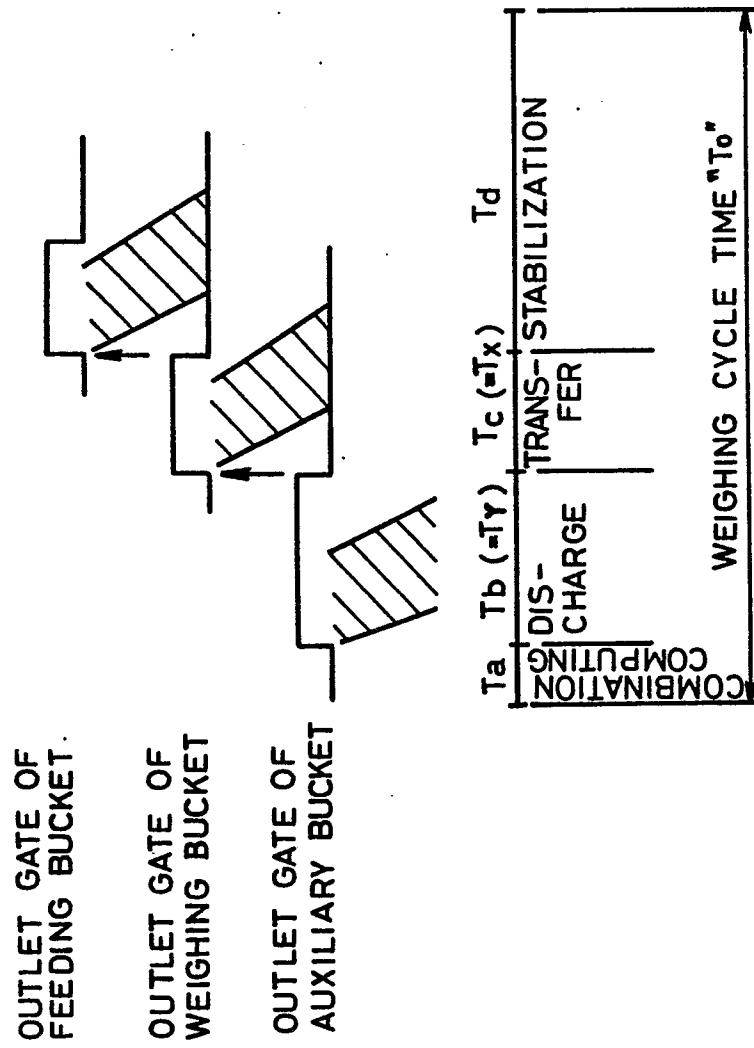 OUTLET GATE OF
FEEDING BUCKET.
OUTLET GATE OF
WEIGHING BUCKET
OUTLET GATE OF
AUXILIARY BUCKET
Ta
Tb (=TY)
Tc (=TX)
Td
COMBINATION
COMPUTING
DIS-
CHARGE
TRANS-
FER
STABILIZATION
WEIGHING CYCLE TIME "To"